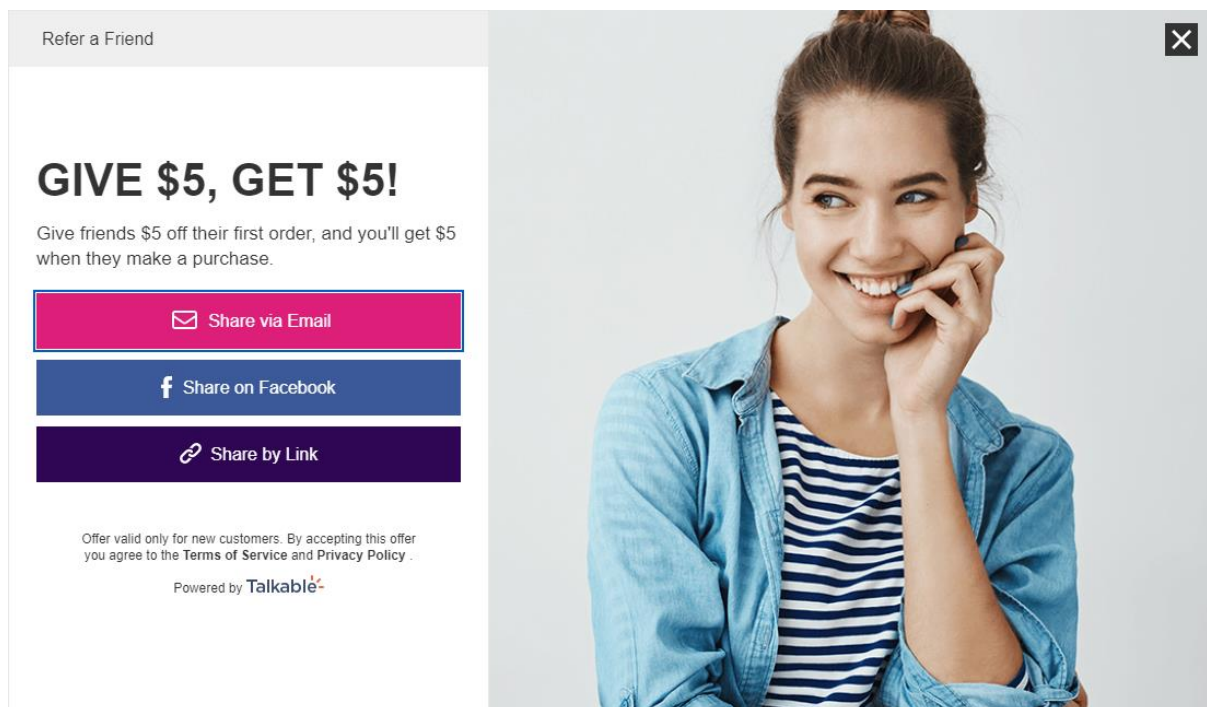 Refer a Friend
GIVE $5, GET $5!
Give friends $5 off their first order, and you'll get $5
when they make a purchase.
Share via Email
Share on Facebook
Share by Link
Offer valid only for new customers. By accepting this offer
you agree to the Terms of Service and Privacy Policy .
Powered by Talkable